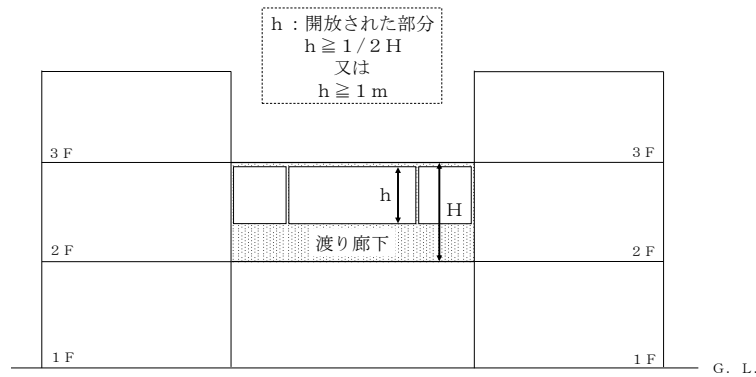 h：開放された部分
h≧1/2H
又は
h≧1m
3F
3F
h
H
渡り廊下
2F
2F
1F
1F
G. L.